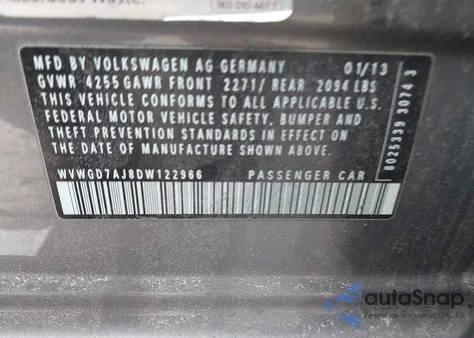 MFD BY VOLKSWAGEN AG GERMANY 01/13
GVWR 4255 GAWR FRONT 2271/ REAR 2094 LBS
THIS VEHICLE CONFORMS TO ALL APPLICABLE U.S.
FEDERAL MOTOR VEHICLE SAFETY, BUMPER AND
THEFT PREVENTION STANDARDS IN EFFECT ON
THE DATE OF MANUFACTURE SHOWN ABOVE.
WVWGD7AJ8DW122966 PASSENGER CAR
8025339 3074 3
autoSnap